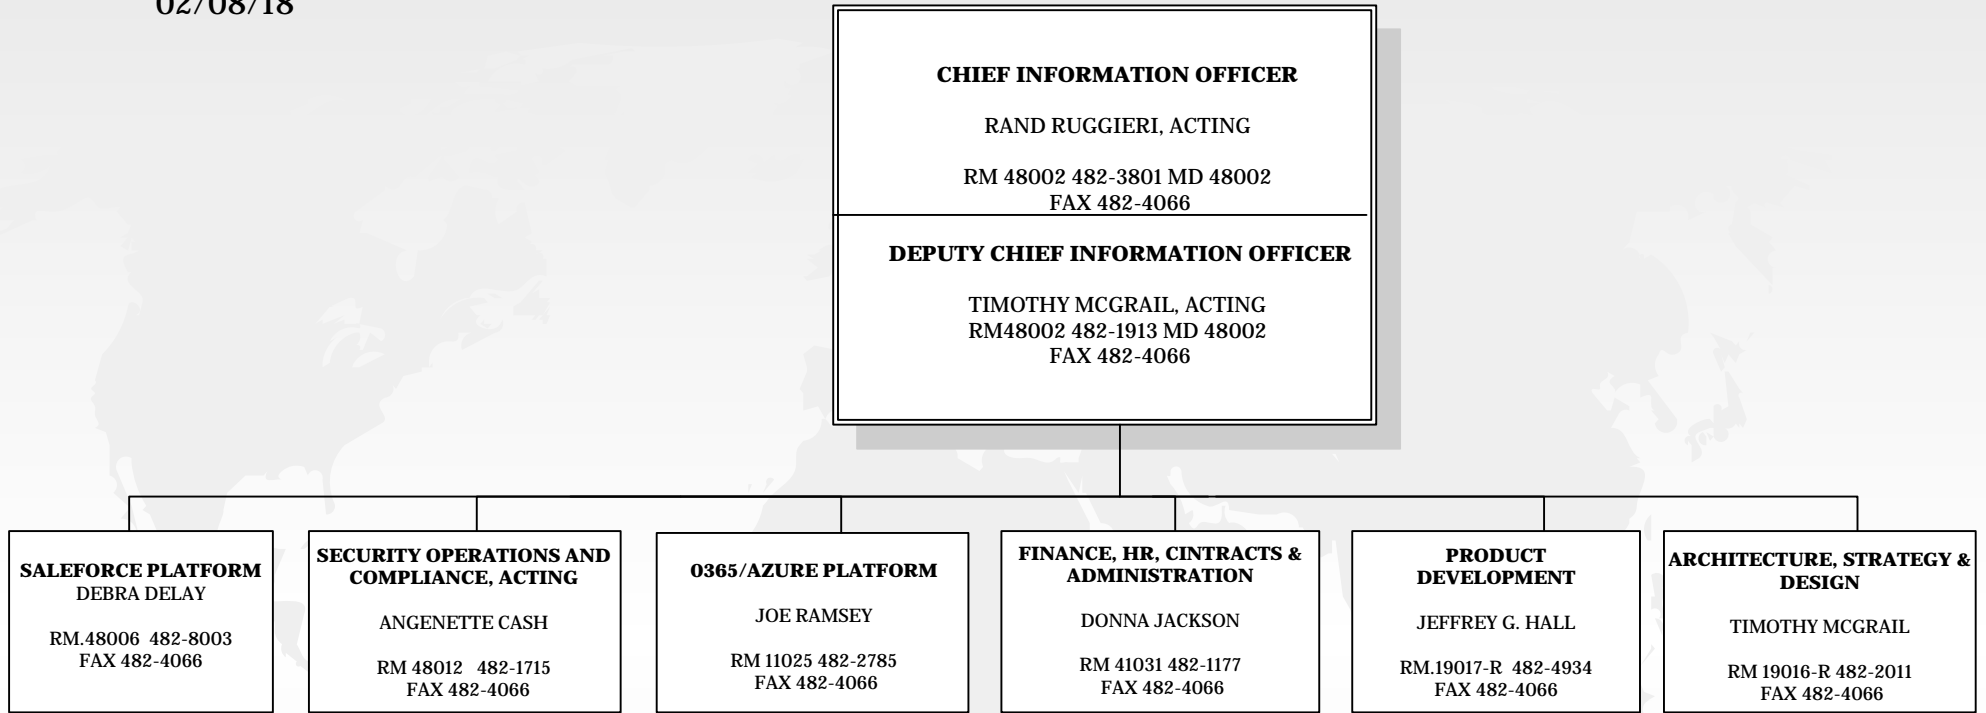 02/08/18
CHIEF INFORMATION OFFICER
RAND RUGGIERI, ACTING
RM 48002 482-3801 MD 48002
FAX 482-4066
DEPUTY CHIEF INFORMATION OFFICER
TIMOTHY MCGRAIL, ACTING
RM48002 482-1913 MD 48002
FAX 482-4066
SALEFORCE PLATFORM
DEBRA DELAY
RM.48006 482-8003
FAX 482-4066
SECURITY OPERATIONS AND
COMPLIANCE, ACTING
ANGENETTE CASH
RM 48012 482-1715
FAX 482-4066
0365/AZURE PLATFORM
JOE RAMSEY
RM 11025 482-2785
FAX 482-4066
FINANCE, HR, CINTRACTS &
ADMINISTRATION
DONNA JACKSON
RM 41031 482-1177
FAX 482-4066
PRODUCT
DEVELOPMENT
JEFFREY G. HALL
RM.19017-R 482-4934
FAX 482-4066
ARCHITECTURE, STRATEGY &
DESIGN
TIMOTHY MCGRAIL
RM 19016-R 482-2011
FAX 482-4066